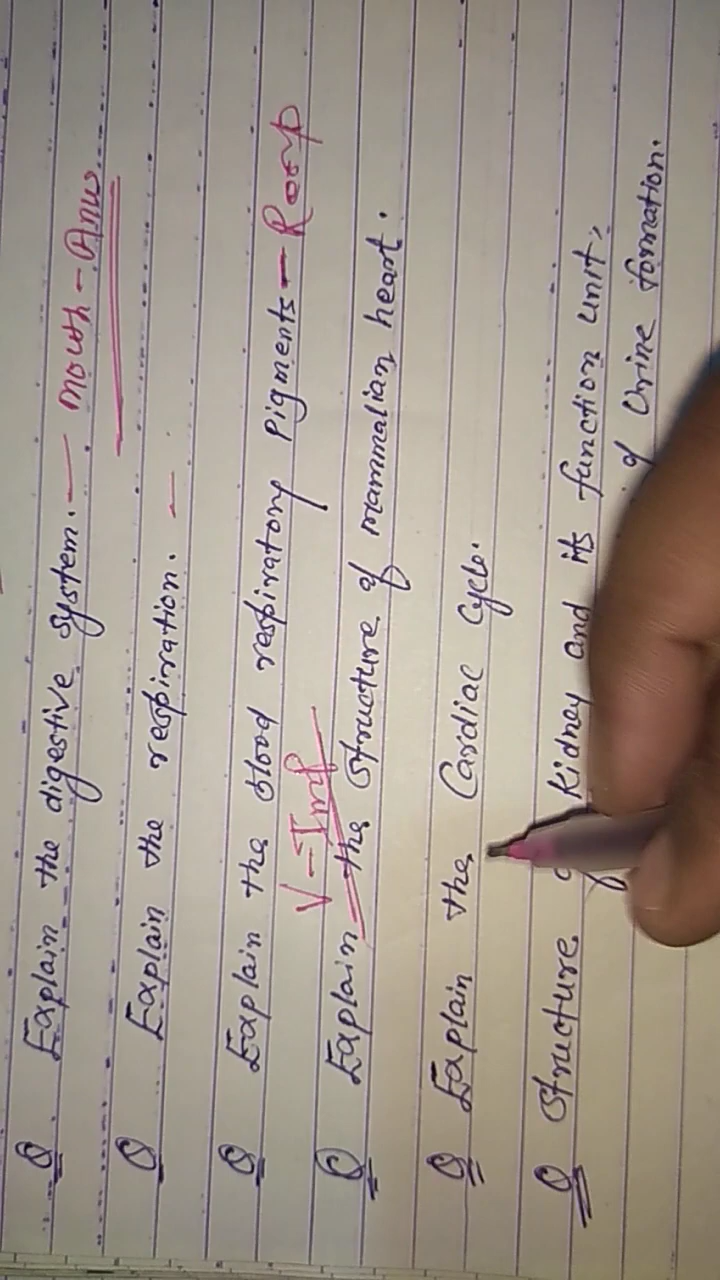 Q Explain the digestive system. — Mouth - Anus
Q Explain the respiration. —
Q Explain the blood respiratory Pigments - Resp
V-Imp
Q Explain the Structure of mammalian heart.
Q Explain the Cardiac Cycle.
Q Structure Kidney and its function unit,
of Urine formation.